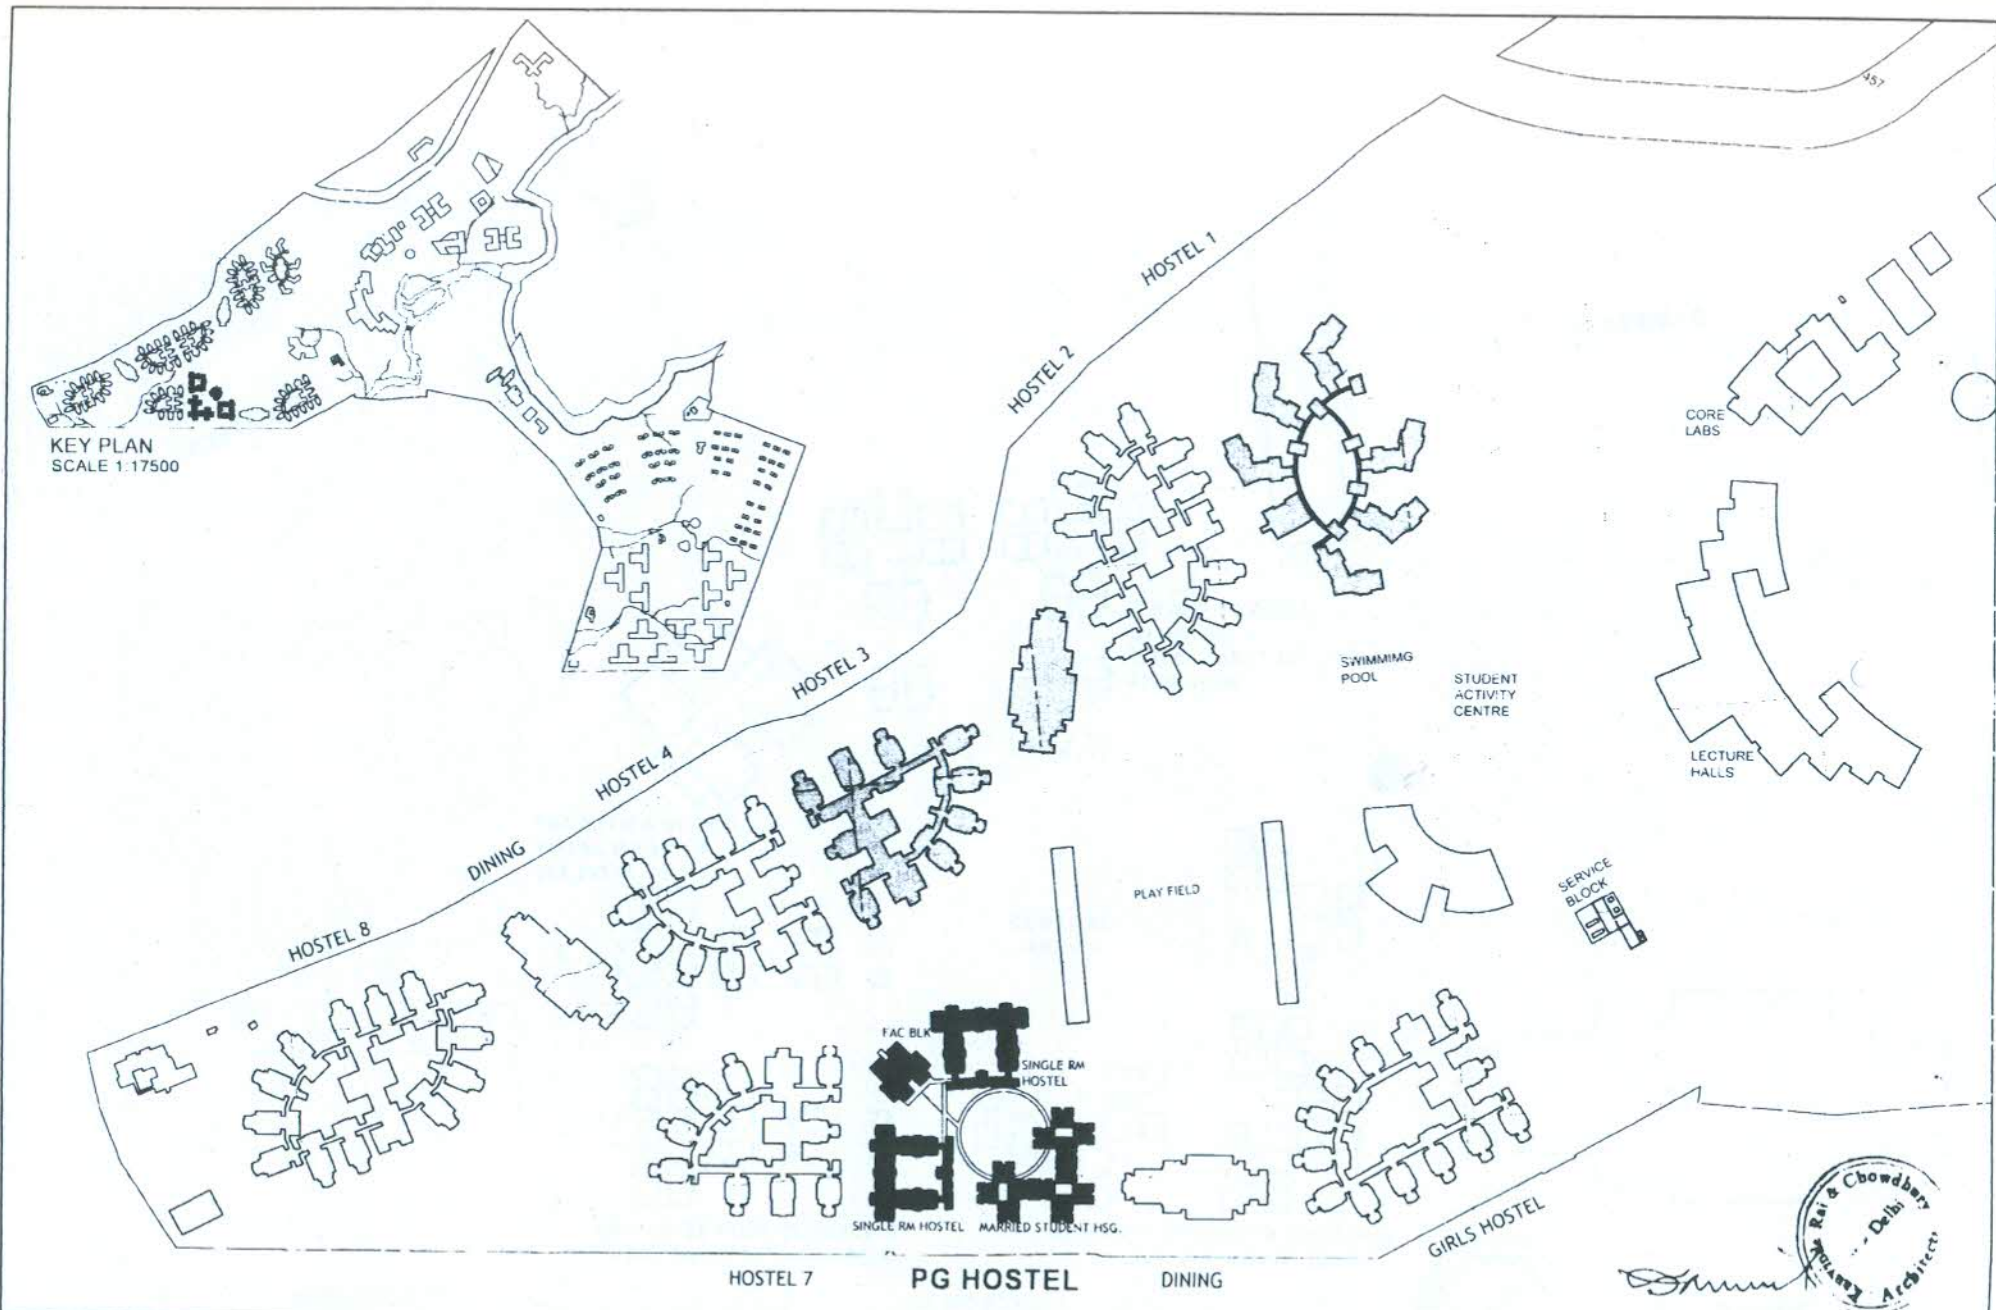 457
HOSTEL 1
HOSTEL 2
CORE
LABS
KEY PLAN
SCALE 1:17500
SWIMMIMG
POOL
STUDENT
ACTIVITY
CENTRE
HOSTEL 3
HOSTEL 4
LECTURE
HALLS
DINING
PLAY FIELD
SERVICE
BLOCK
HOSTEL 8
FAC BLK
SINGLE RM
HOSTEL
SINGLE RM HOSTEL
MARRIED STUDENT HSG.
GIRLS HOSTEL
HOSTEL 7
PG HOSTEL
DINING
Kanvinde Rai & Chowdhury
Delhi
Architects